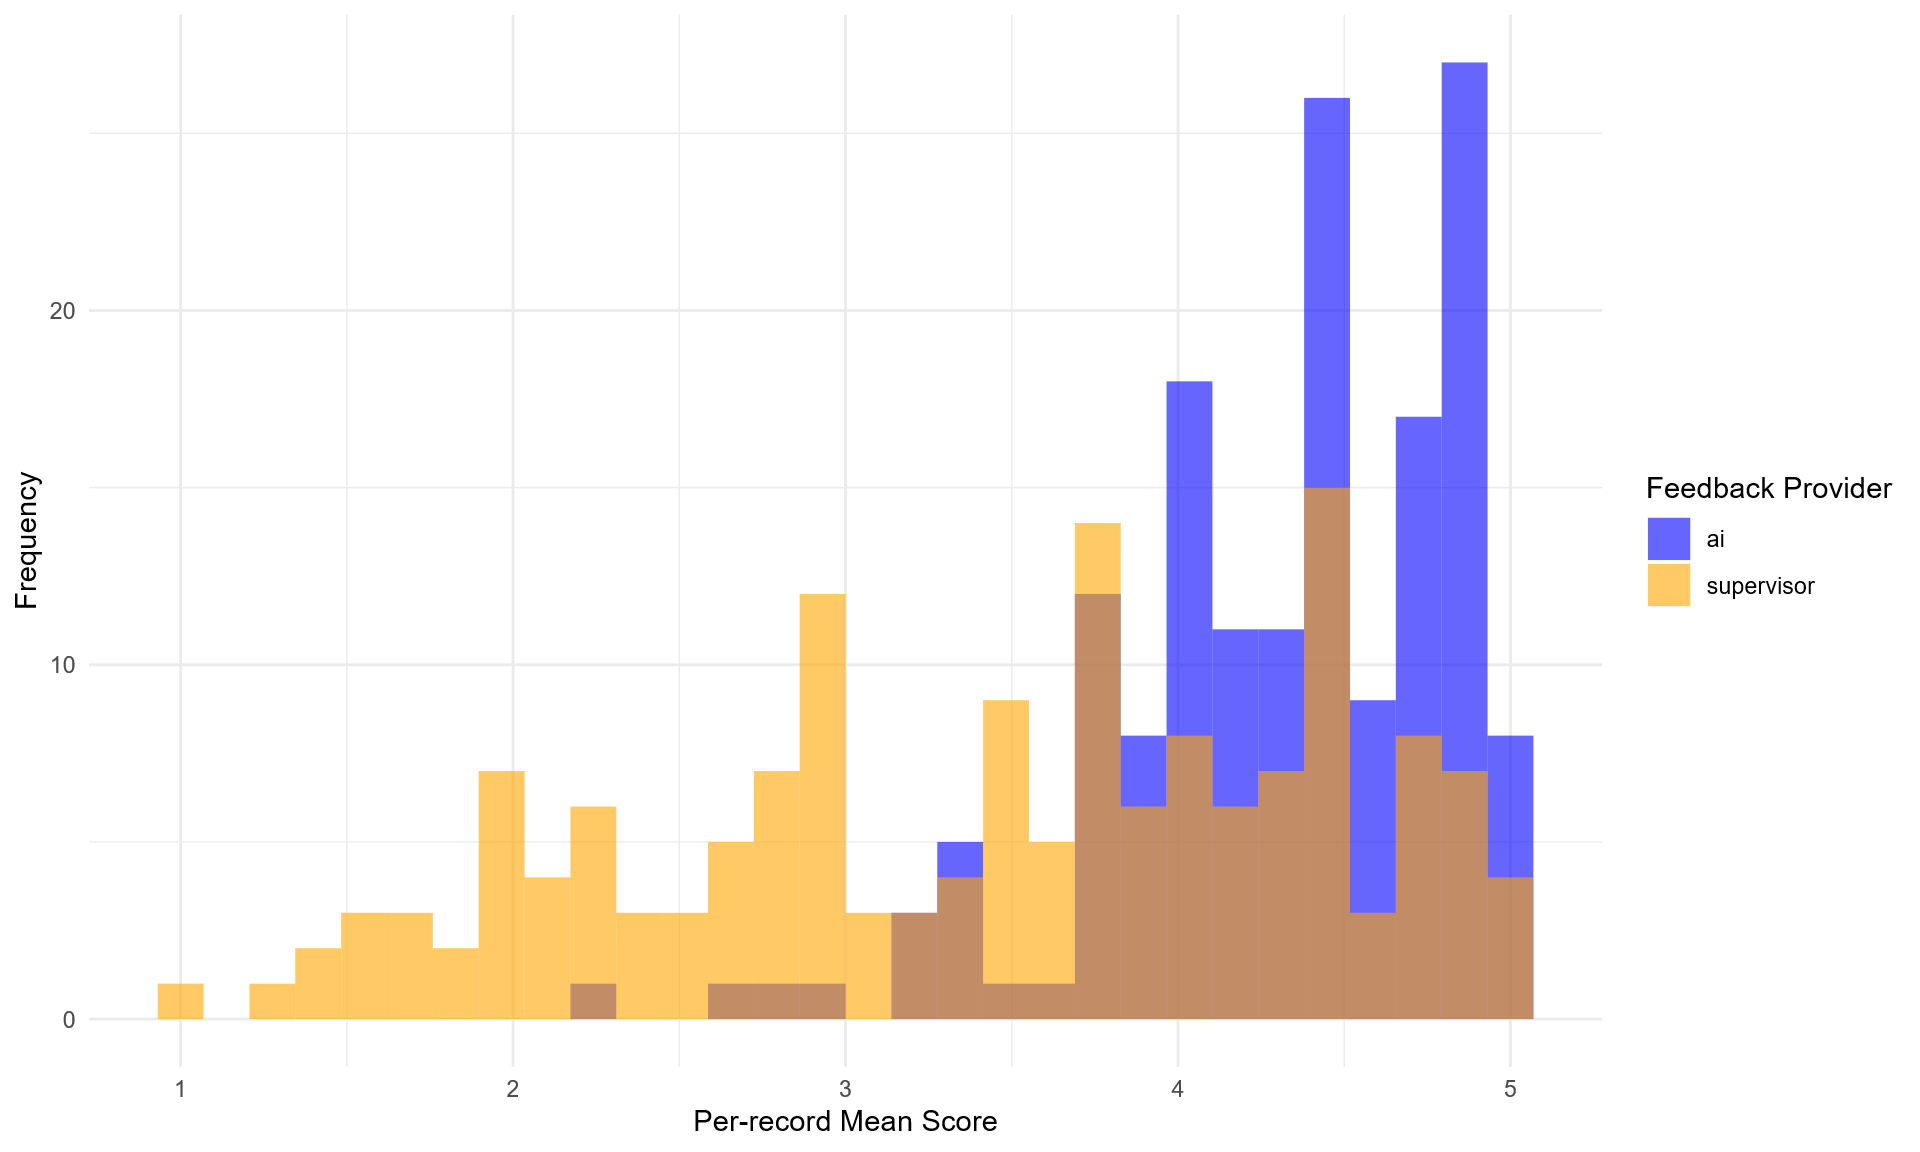 20
10
0
Frequency
1 2 3 4 5
Per-record Mean Score
Feedback Provider
ai
supervisor